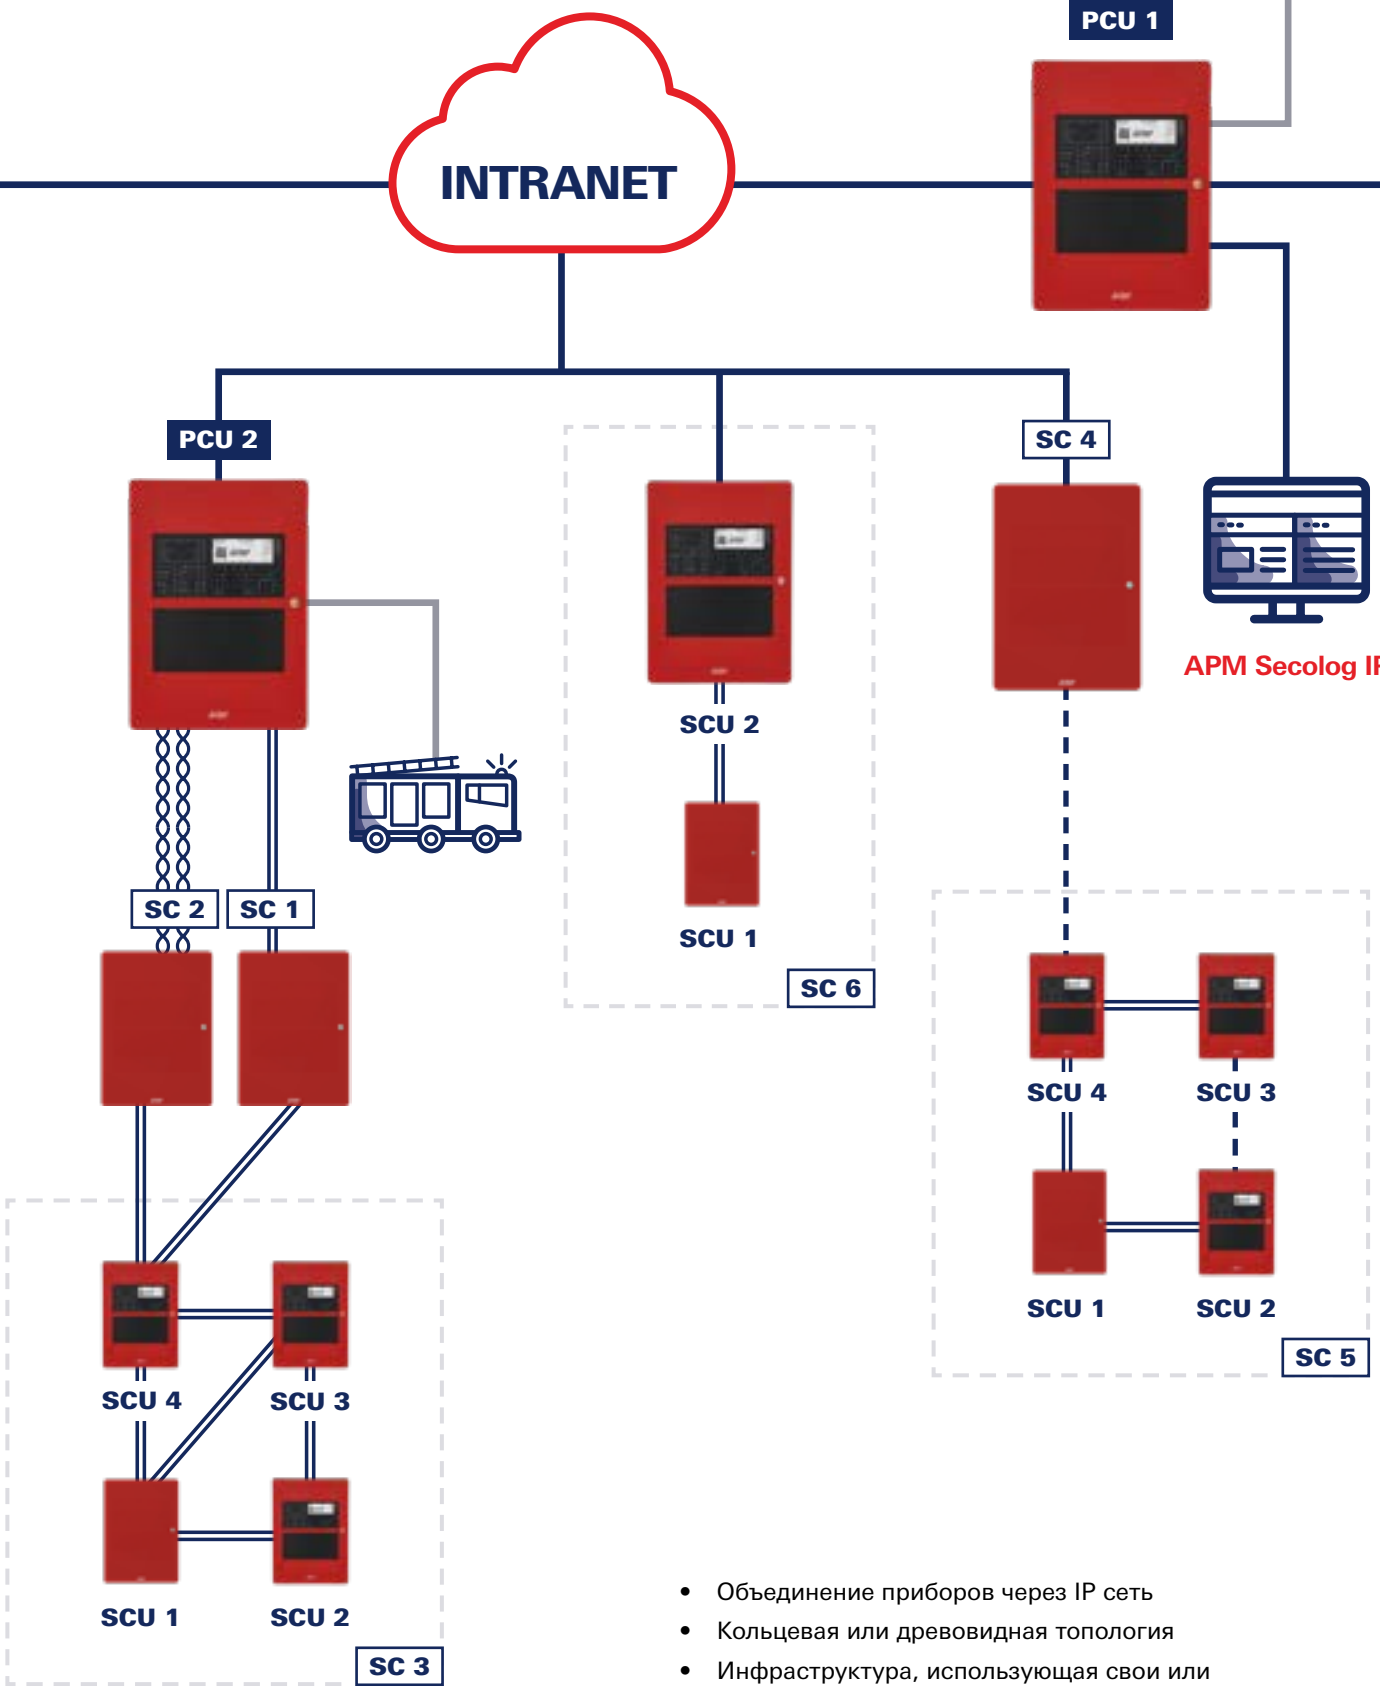 PCU 1
INTRANET
PCU 2
SC 4
APM Secolog IP
SCU 2
SC 2
SC 1
SCU 1
SC 6
SCU 4
SCU 3
SCU 1
SCU 2
SC 5
SCU 4
SCU 3
SCU 1
SCU 2
SC 3
• Объединение приборов через IP сеть
• Кольцевая или древовидная топология
• Инфраструктура, использующая свои или